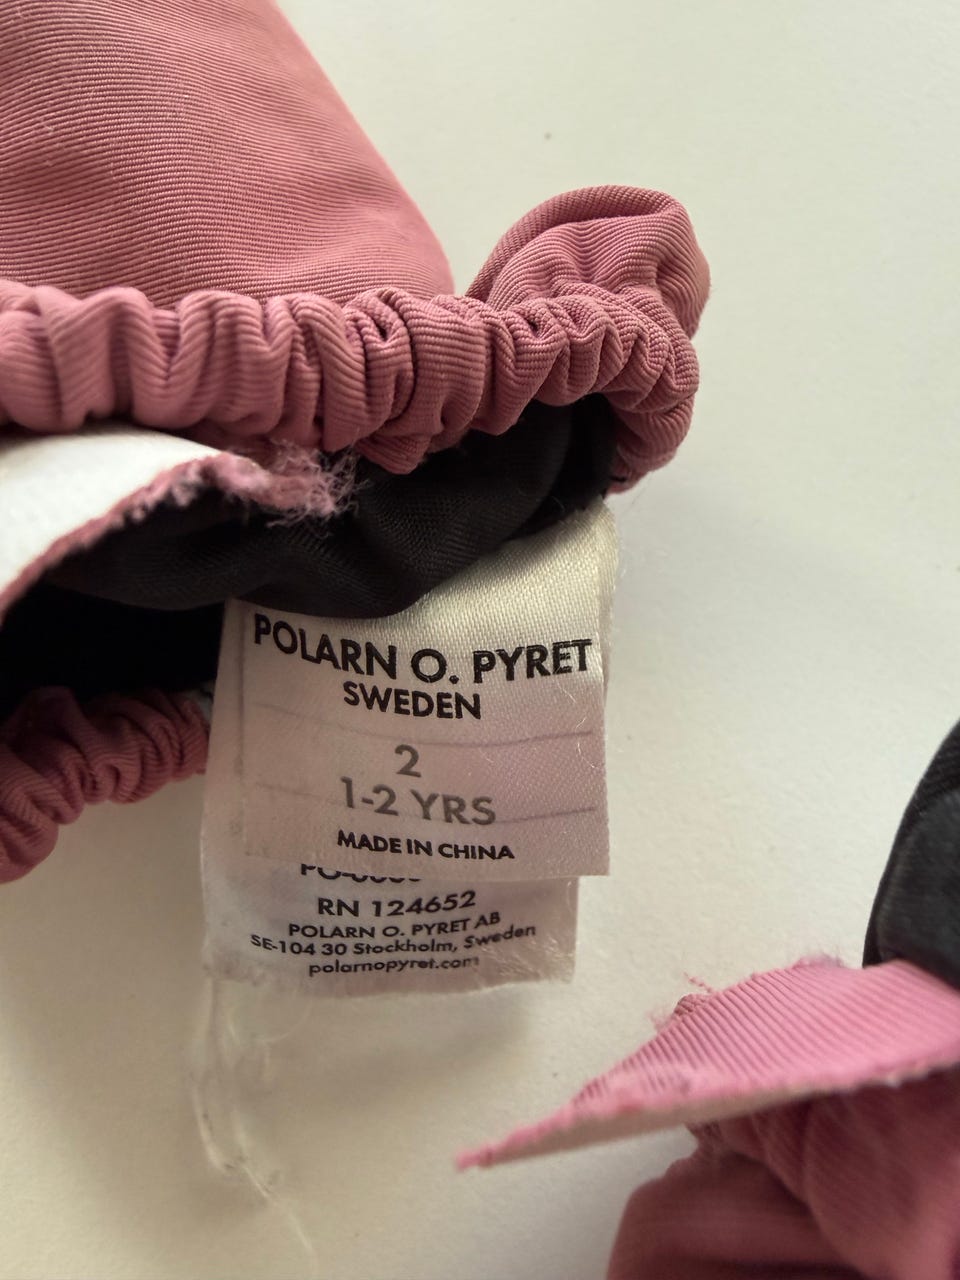 POLARN O. PYRET
SWEDEN
2
1-2 YRS
MADE IN CHINA
RN 124652
POLARN O. PYRET AB
SE-104 30 Stockholm, Sweden
polarnopyret.com